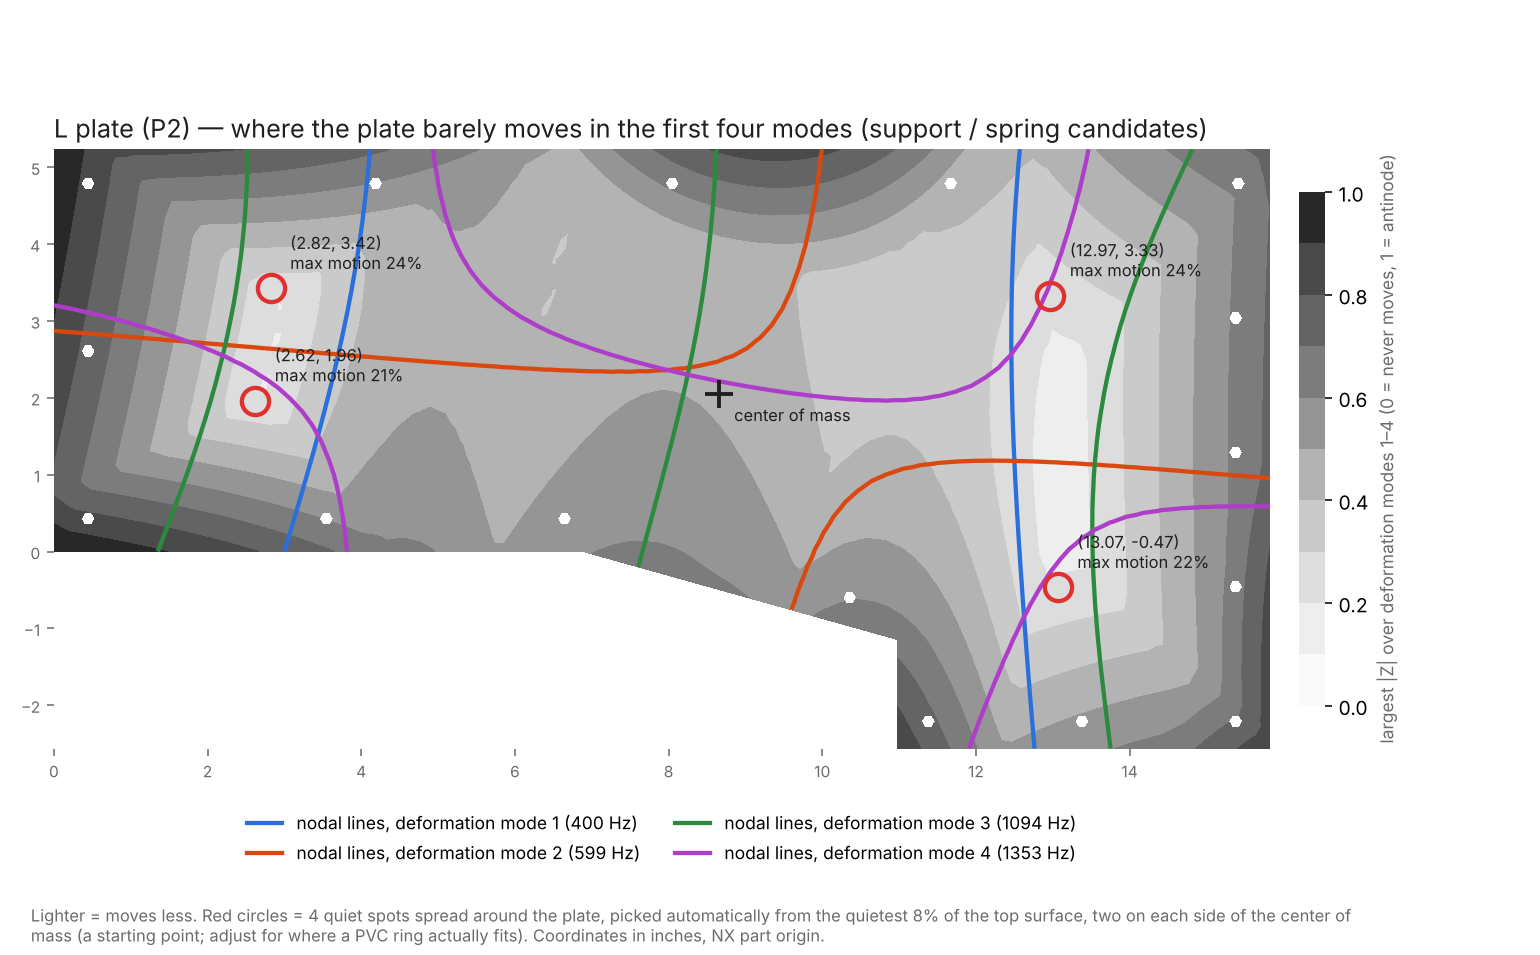 L plate (P2) — where the plate barely moves in the first four modes (support / spring candidates)
5
4
3
2
1
0
−1
−2
(2.82, 3.42)
max motion 24%
(2.62, 1.96)
max motion 21%
center of mass
(12.97, 3.33)
max motion 24%
(13.07, -0.47)
max motion 22%
0
2
4
6
8
10
12
14
1.0
0.8
0.6
0.4
0.2
0.0
largest |Z| over deformation modes 1–4 (0 = never moves, 1 = antinode)
nodal lines, deformation mode 1 (400 Hz)
nodal lines, deformation mode 2 (599 Hz)
nodal lines, deformation mode 3 (1094 Hz)
nodal lines, deformation mode 4 (1353 Hz)
Lighter = moves less. Red circles = 4 quiet spots spread around the plate, picked automatically from the quietest 8% of the top surface, two on each side of the center of
mass (a starting point; adjust for where a PVC ring actually fits). Coordinates in inches, NX part origin.